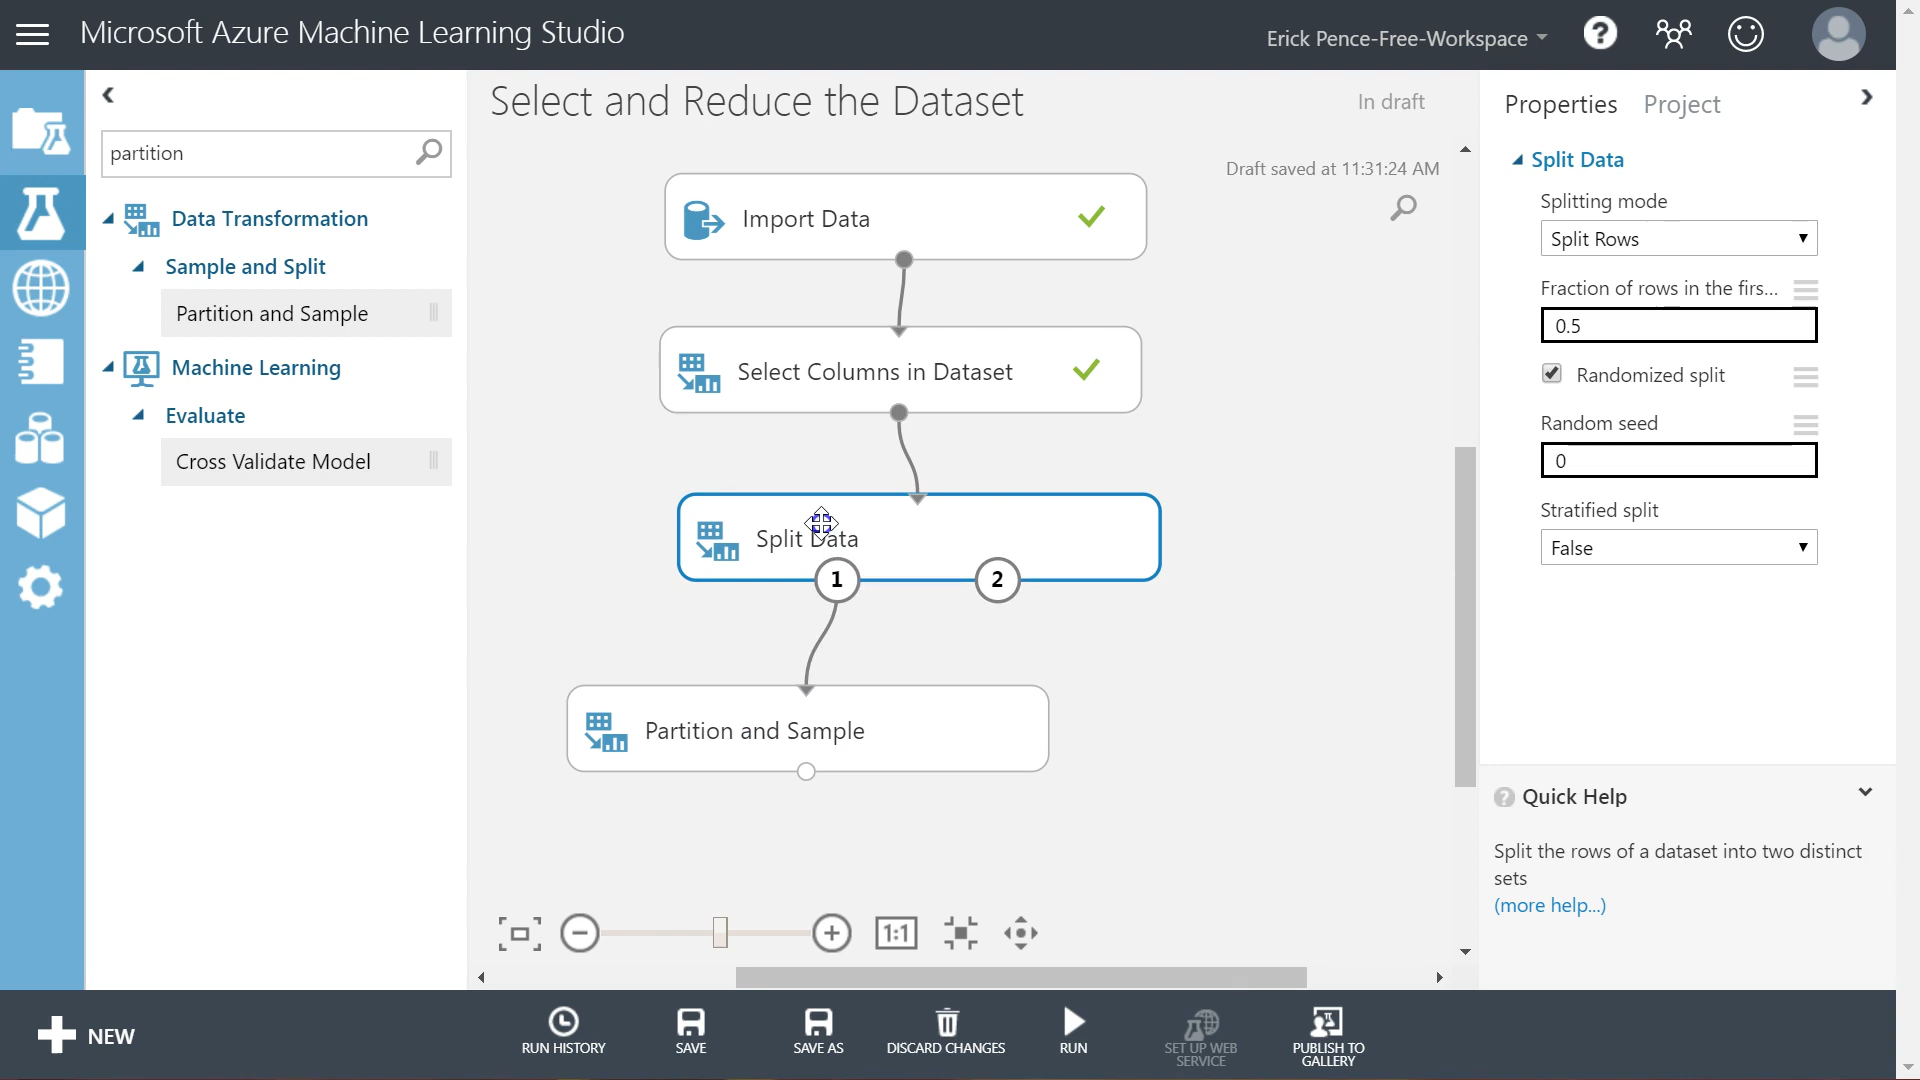 Microsoft Azure Machine Learning Studio
Erick Pence-Free-Workspace
?
partition
Data Transformation
Sample and Split
Partition and Sample
Machine Learning
Evaluate
Cross Validate Model
Select and Reduce the Dataset
In draft
Draft saved at 11:31:24 AM
Import Data
Select Columns in Dataset
Split Data
1
2
Partition and Sample
1:1
Properties
Project
Split Data
Splitting mode
Split Rows
Fraction of rows in the firs...
0.5
Randomized split
Random seed
0
Stratified split
False
? Quick Help
Split the rows of a dataset into two distinct
sets
(more help...)
NEW
RUN HISTORY
SAVE
SAVE AS
DISCARD CHANGES
RUN
SET UP WEB
SERVICE
PUBLISH TO
GALLERY